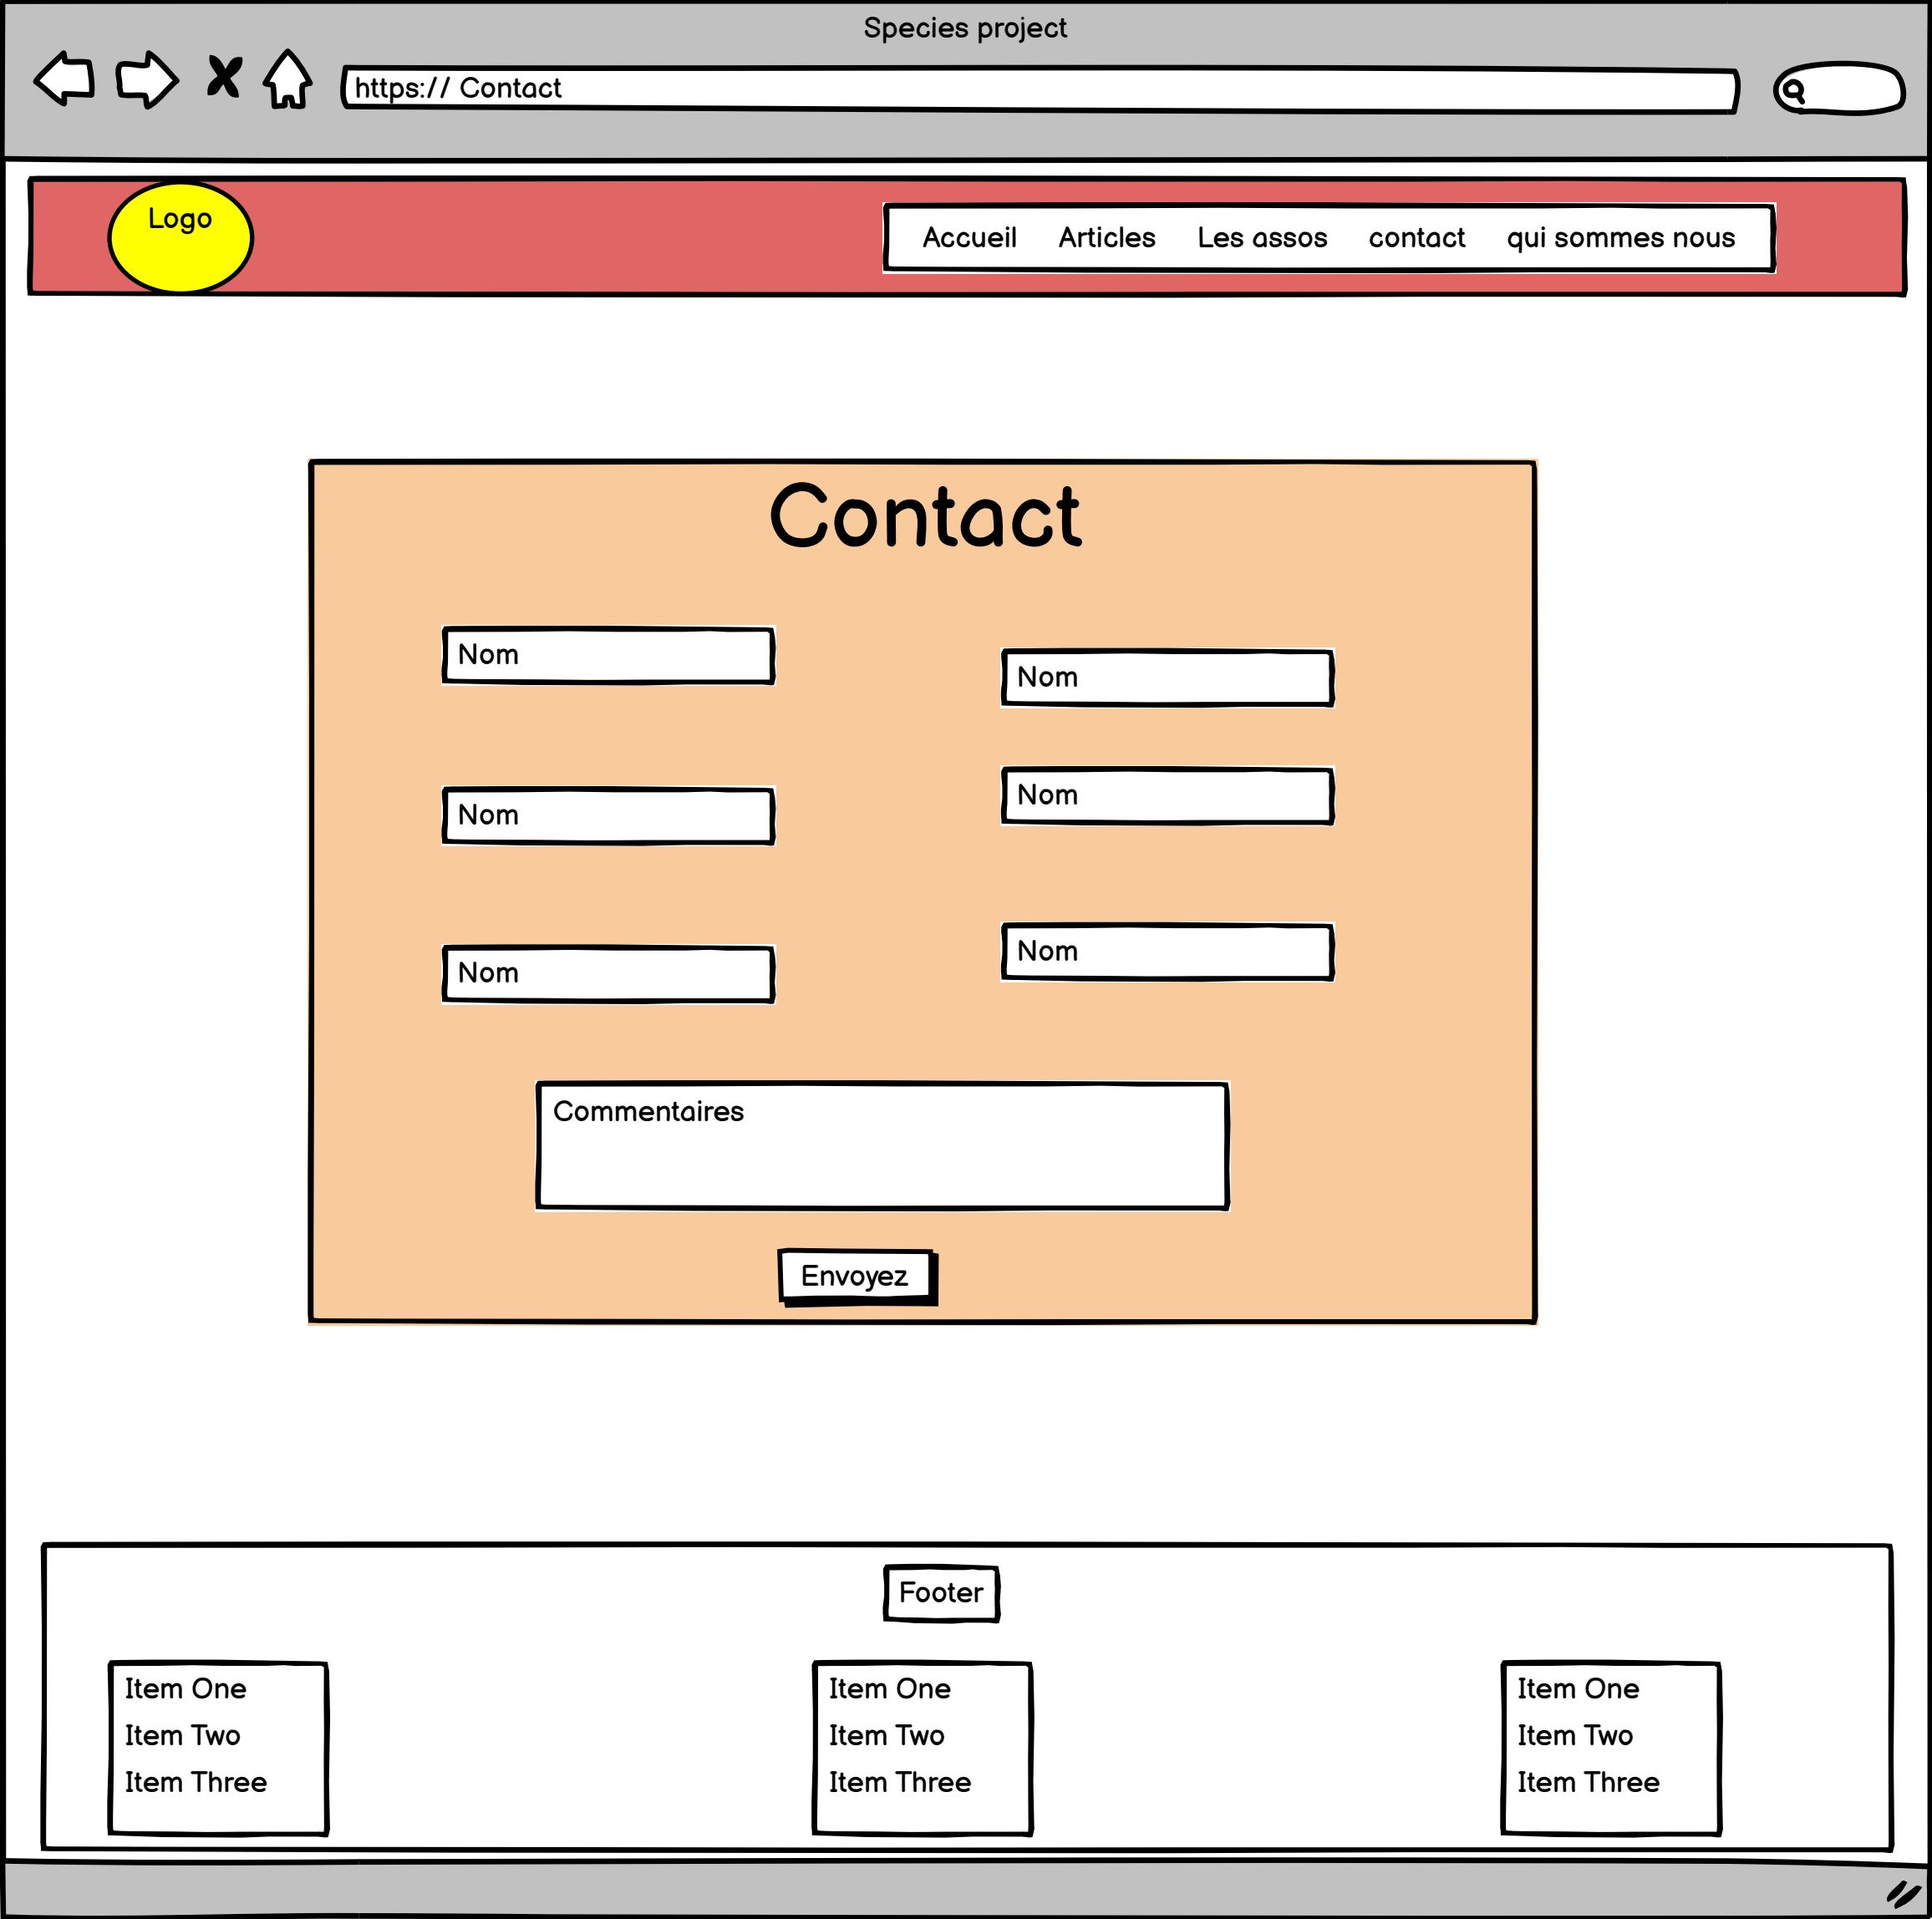 Species project
https:// Contact
Logo
Accueil Articles Les assos contact qui sommes nous
Contact
Nom
Nom
Nom
Nom
Nom
Nom
Commentaires
Envoyez
Footer
Item One
Item Two
Item Three
Item One
Item Two
Item Three
Item One
Item Two
Item Three